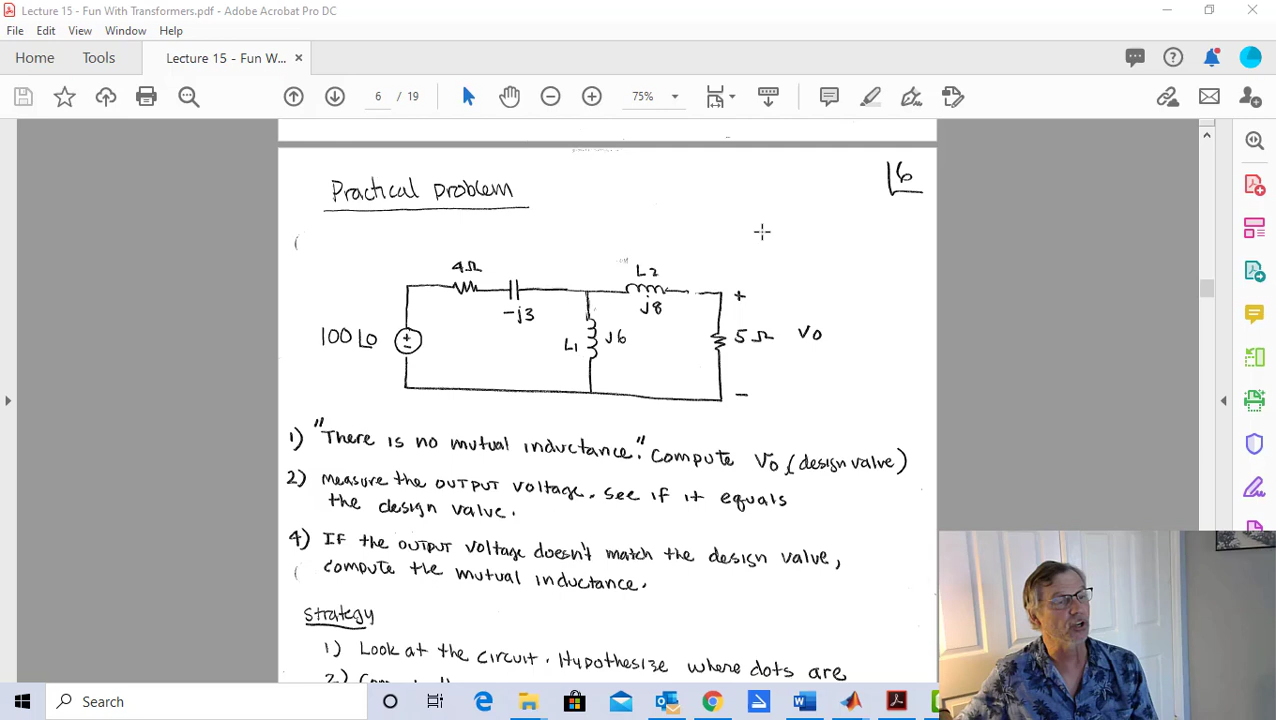 Lecture 15 - Fun With Transformers.pdf - Adobe Acrobat Pro DC
File Edit View Window Help
Home Tools Lecture 15 - Fun W... ×
6 / 19 75%
Practical problem
6
4Ω
L2
-j3
j8
+
100 ∠0
+
-
L1
j6
5 Ω
Vo
-
1) "There is no mutual inductance." Compute Vo (design value)
2) Measure the output voltage. See if it equals
the design value.
4) If the output voltage doesn't match the design value,
compute the mutual inductance.
Strategy
1) Look at the circuit. Hypothesize where dots are
2)
Search